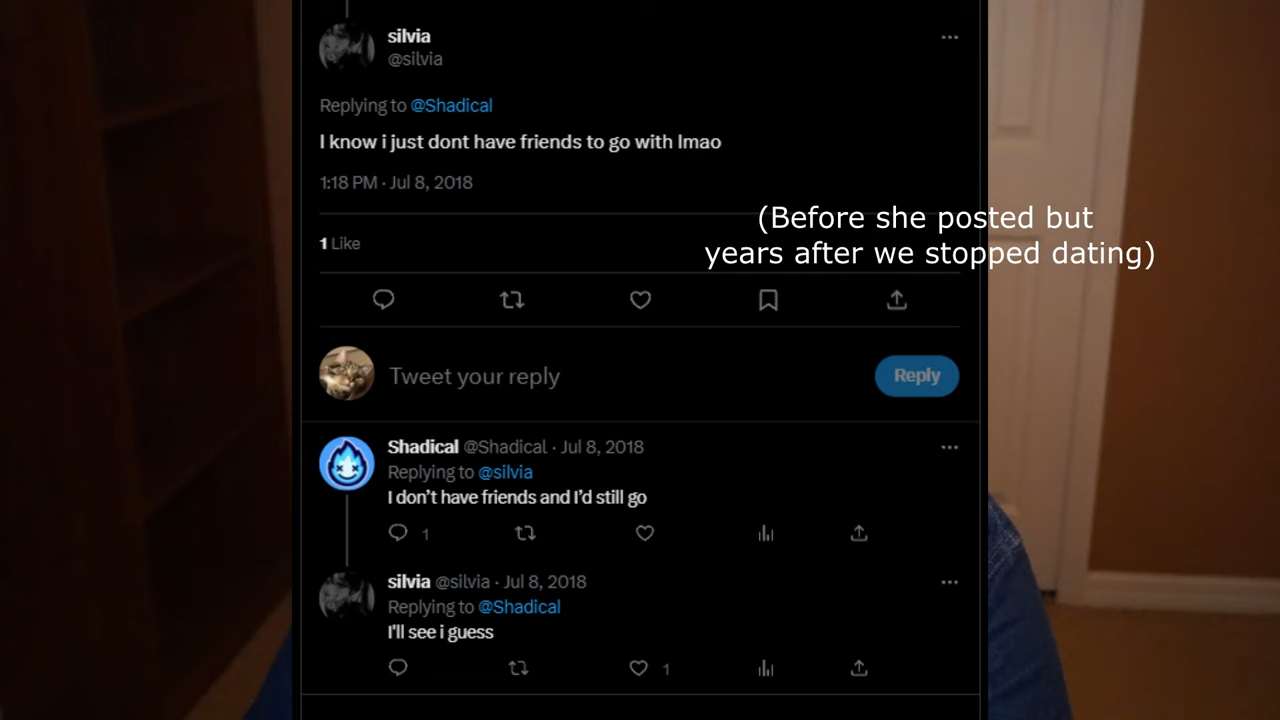 silvia
@silvia
Replying to @Shadical
I know i just dont have friends to go with lmao
1:18 PM · Jul 8, 2018
(Before she posted but
years after we stopped dating)
1 Like
Tweet your reply
Reply
Shadical @Shadical · Jul 8, 2018
Replying to @silvia
I don’t have friends and I’d still go
1
silvia @silvia · Jul 8, 2018
Replying to @Shadical
I'll see i guess
1